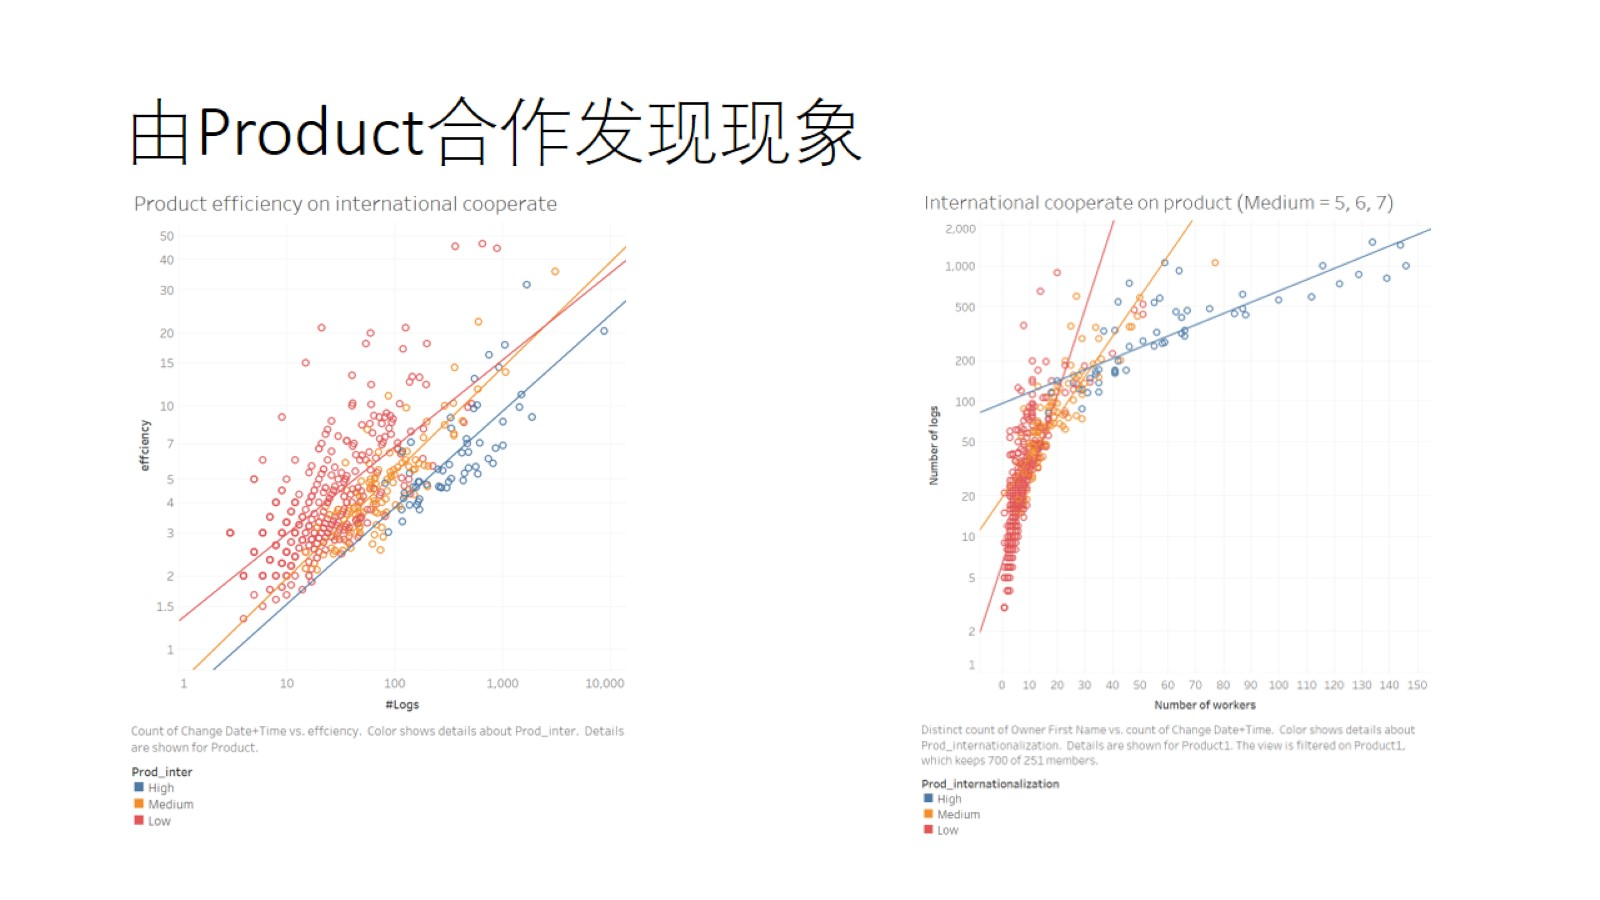 由Product合作发现现象
Product efficiency on international cooperate
50
40
30
20
15
10
7
5
4
3
2
1.5
1
effciency
1 10 100 1,000 10,000
#Logs
Count of Change Date+Time vs. effciency. Color shows details about Prod_inter. Details
are shown for Product.
Prod_inter
High
Medium
Low
International cooperate on product (Medium = 5, 6, 7)
2,000
1,000
500
200
100
50
20
10
5
2
1
Number of logs
0 10 20 30 40 50 60 70 80 90 100 110 120 130 140 150
Number of workers
Distinct count of Owner First Name vs. count of Change Date+Time. Color shows details about
Prod_internationalization. Details are shown for Product1. The view is filtered on Product1,
which keeps 700 of 251 members.
Prod_internationalization
High
Medium
Low